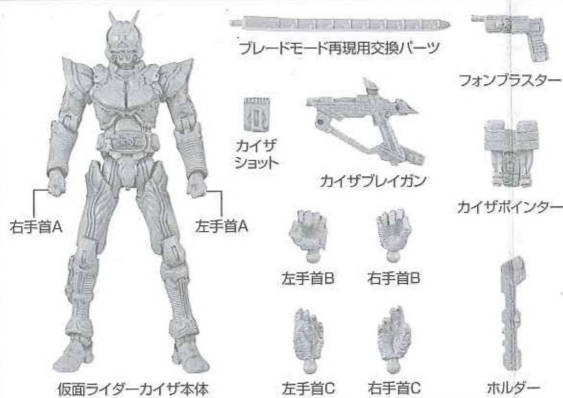 ブレードモード再現用交換パーツ
フォンブラスター
カイザ
ショット
カイザブレイガン
カイザポインター
右手首A
左手首A
左手首B
右手首B
左手首C
右手首C
ホルダー
仮面ライダーカイザ本体